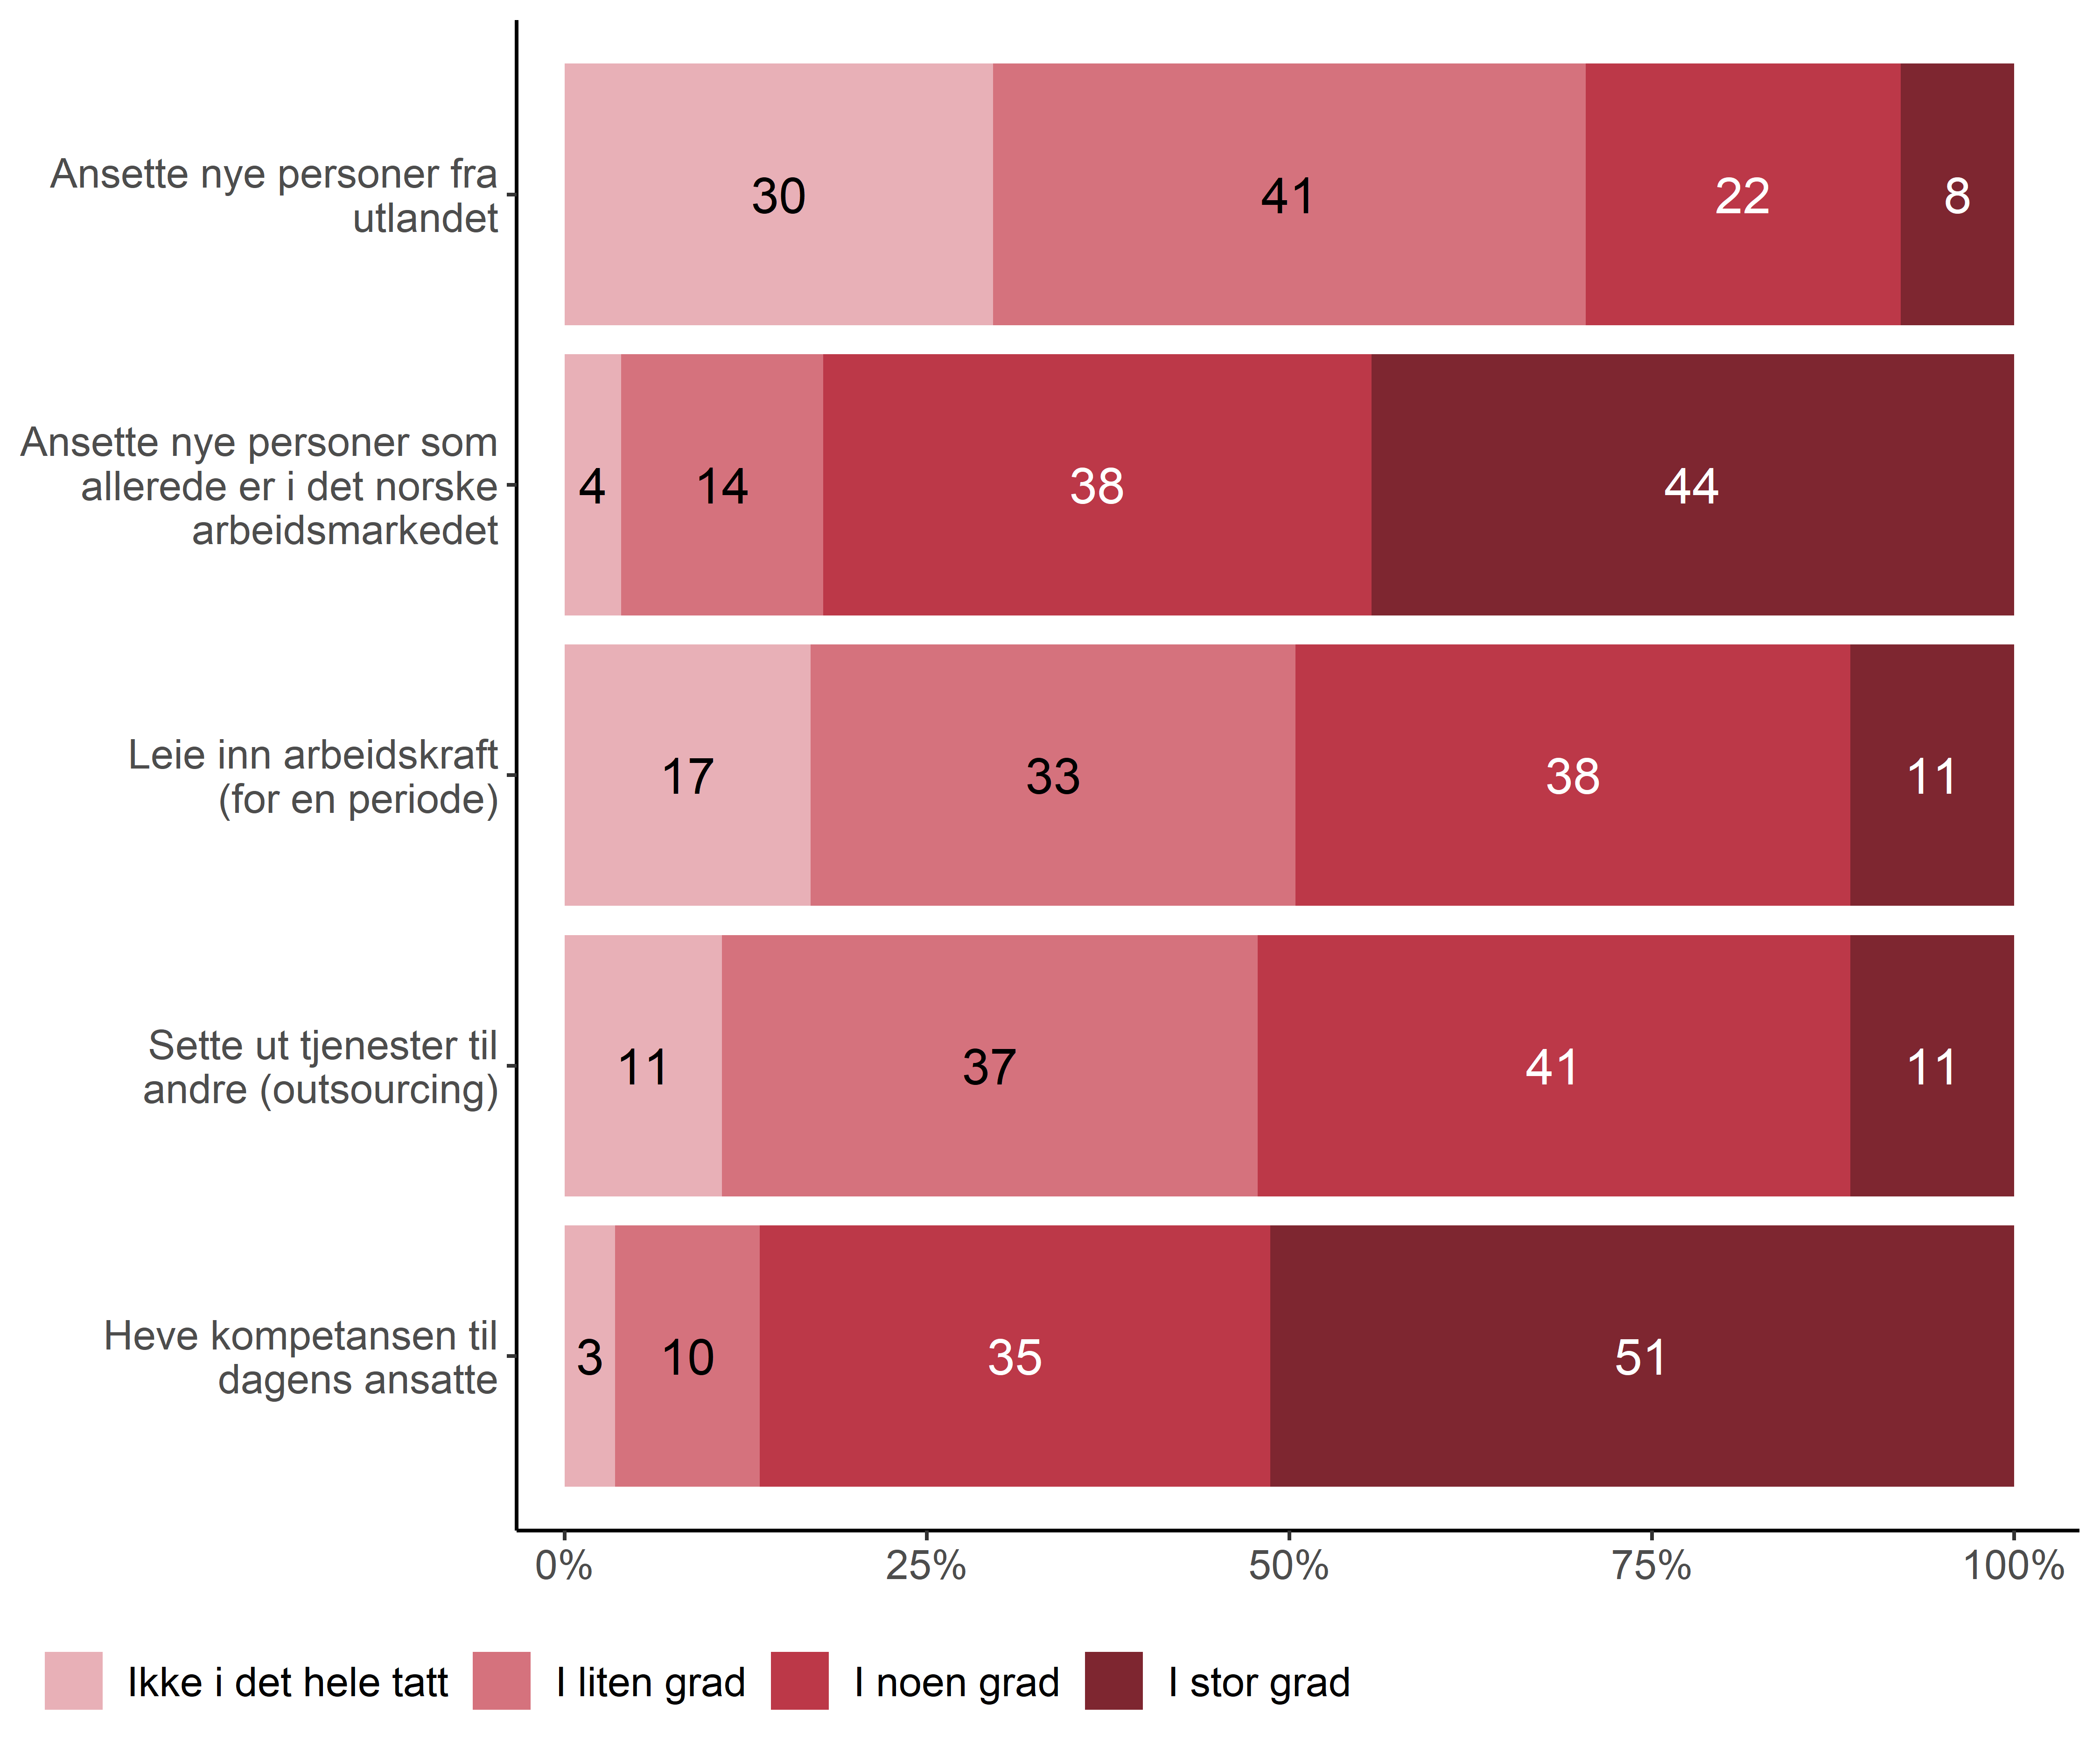 Ansette nye personer fra
utlandet
30 41 22 8
Ansette nye personer som
allerede er i det norske
arbeidsmarkedet
4 14 38 44
Leie inn arbeidskraft
(for en periode)
17 33 38 11
Sette ut tjenester til
andre (outsourcing)
11 37 41 11
Heve kompetansen til
dagens ansatte
3 10 35 51
0% 25% 50% 75% 100%
Ikke i det hele tatt I liten grad I noen grad I stor grad